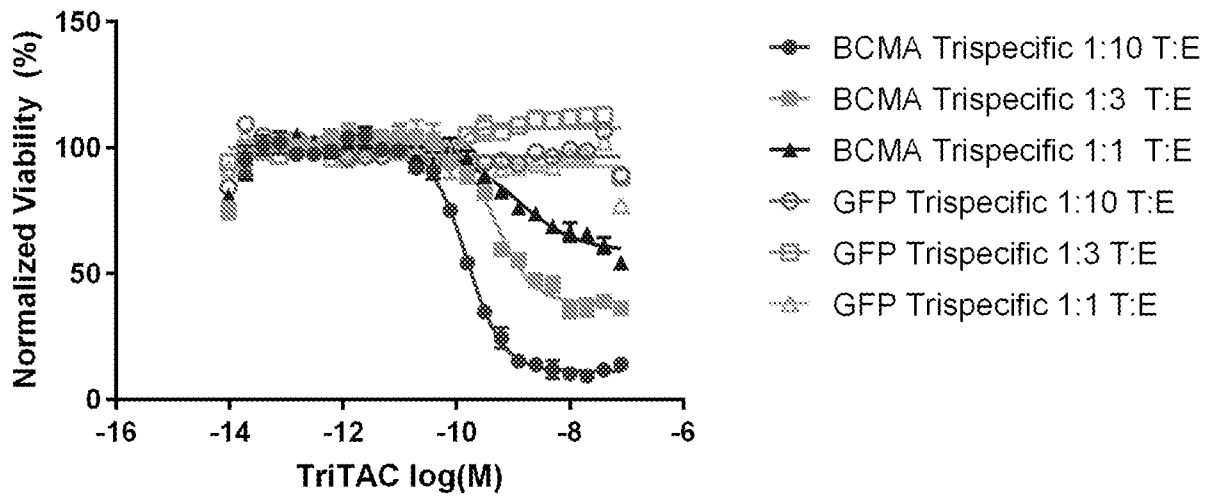 150
100
50
0
Normalized Viability (%)
-16 -14 -12 -10 -8 -6
TriTAC log(M)
BCMA Trispecific 1:10 T:E
BCMA Trispecific 1:3 T:E
BCMA Trispecific 1:1 T:E
GFP Trispecific 1:10 T:E
GFP Trispecific 1:3 T:E
GFP Trispecific 1:1 T:E